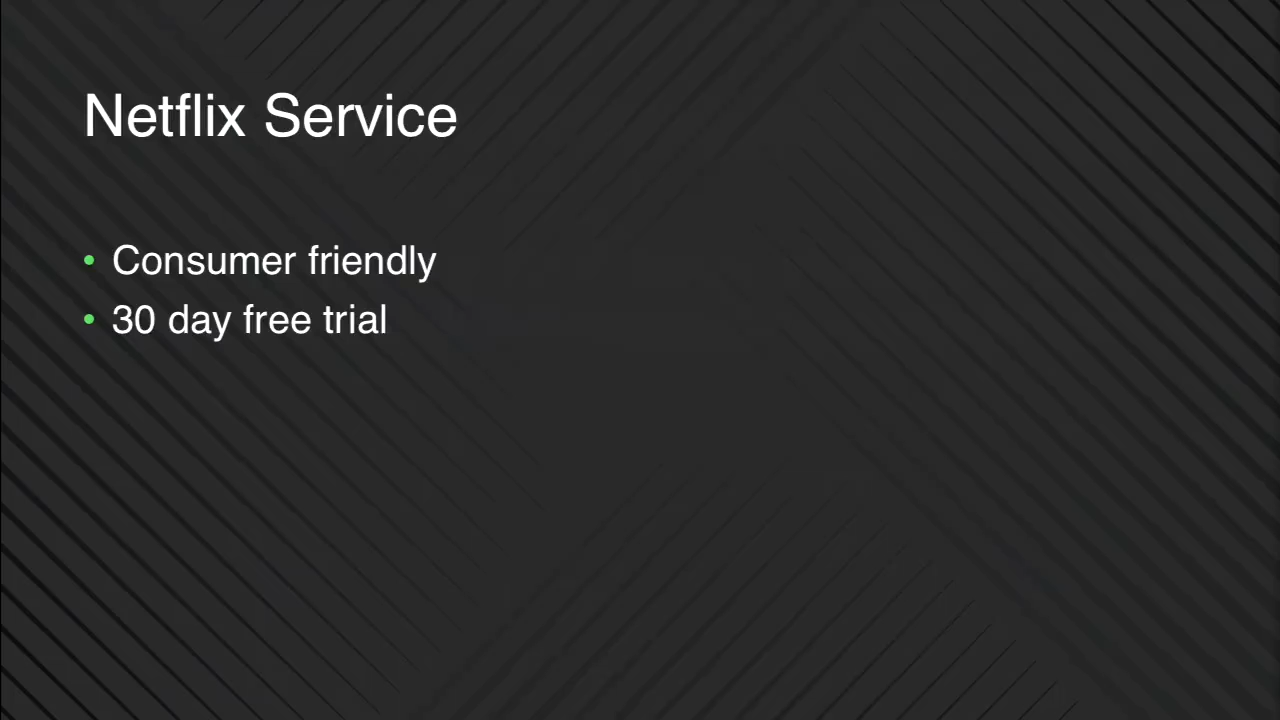 Netflix Service
• Consumer friendly
• 30 day free trial